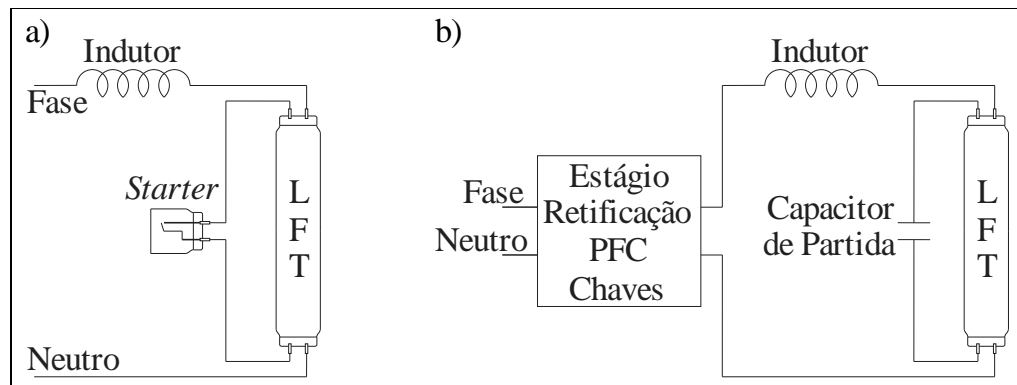 a)
Indutor
Fase
Starter
L
F
T
Neutro
b)
Indutor
Fase
Neutro
Estágio
Retificação
PFC
Chaves
Capacitor
de Partida
L
F
T